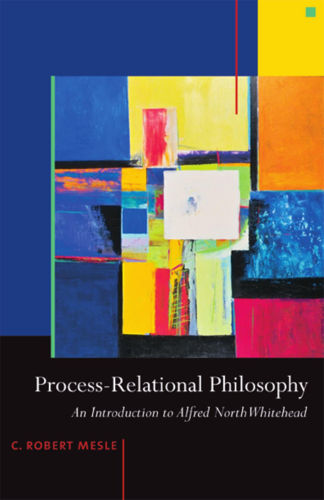 Process-Relational Philosophy
An Introduction to Alfred North Whitehead
C. ROBERT MESLE